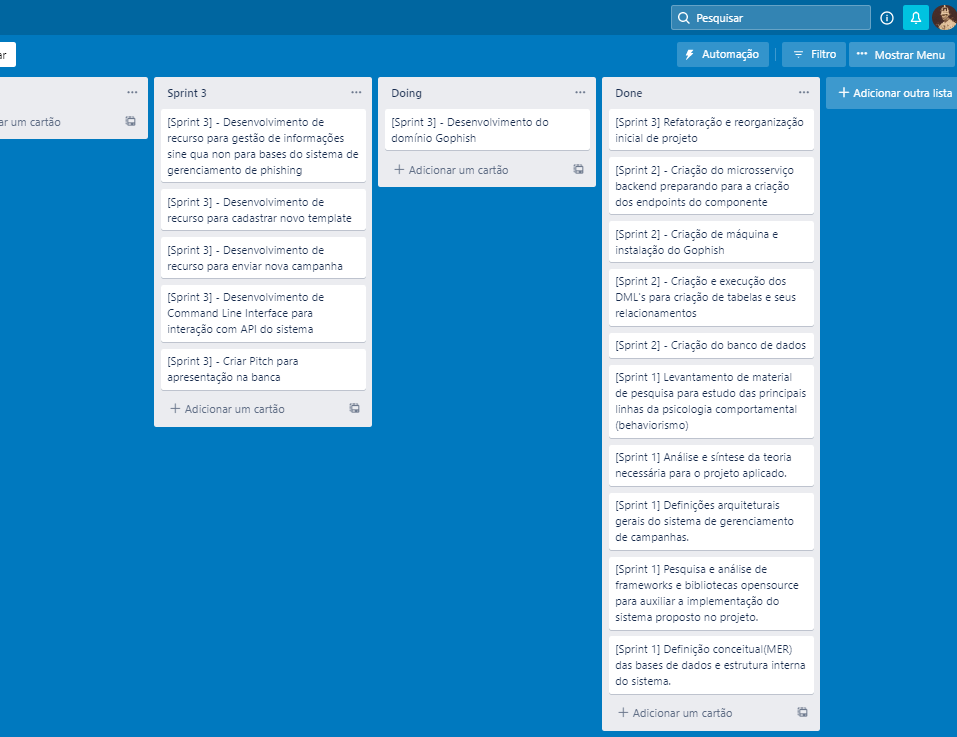 Pesquisar
Automação
Filtro
Mostrar Menu
ar
ar um cartão
Sprint 3
[Sprint 3] - Desenvolvimento de
recurso para gestão de informações
sine qua non para bases do sistema de
gerenciamento de phishing
[Sprint 3] - Desenvolvimento de
recurso para cadastrar novo template
[Sprint 3] - Desenvolvimento de
recurso para enviar nova campanha
[Sprint 3] - Desenvolvimento de
Command Line Interface para
interação com API do sistema
[Sprint 3] - Criar Pitch para
apresentação na banca
+ Adicionar um cartão
Doing
[Sprint 3] - Desenvolvimento do
domínio Gophish
+ Adicionar um cartão
Done
[Sprint 3] Refatoração e reorganização
inicial de projeto
[Sprint 2] - Criação do microsserviço
backend preparando para a criação
dos endpoints do componente
[Sprint 2] - Criação de máquina e
instalação do Gophish
[Sprint 2] - Criação e execução dos
DML's para criação de tabelas e seus
relacionamentos
[Sprint 2] - Criação do banco de dados
[Sprint 1] Levantamento de material
de pesquisa para estudo das principais
linhas da psicologia comportamental
(behaviorismo)
[Sprint 1] Análise e síntese da teoria
necessária para o projeto aplicado.
[Sprint 1] Definições arquiteturais
gerais do sistema de gerenciamento
de campanhas.
[Sprint 1] Pesquisa e análise de
frameworks e bibliotecas opensource
para auxiliar a implementação do
sistema proposto no projeto.
[Sprint 1] Definição conceitual(MER)
das bases de dados e estrutura interna
do sistema.
+ Adicionar um cartão
+ Adicionar outra lista